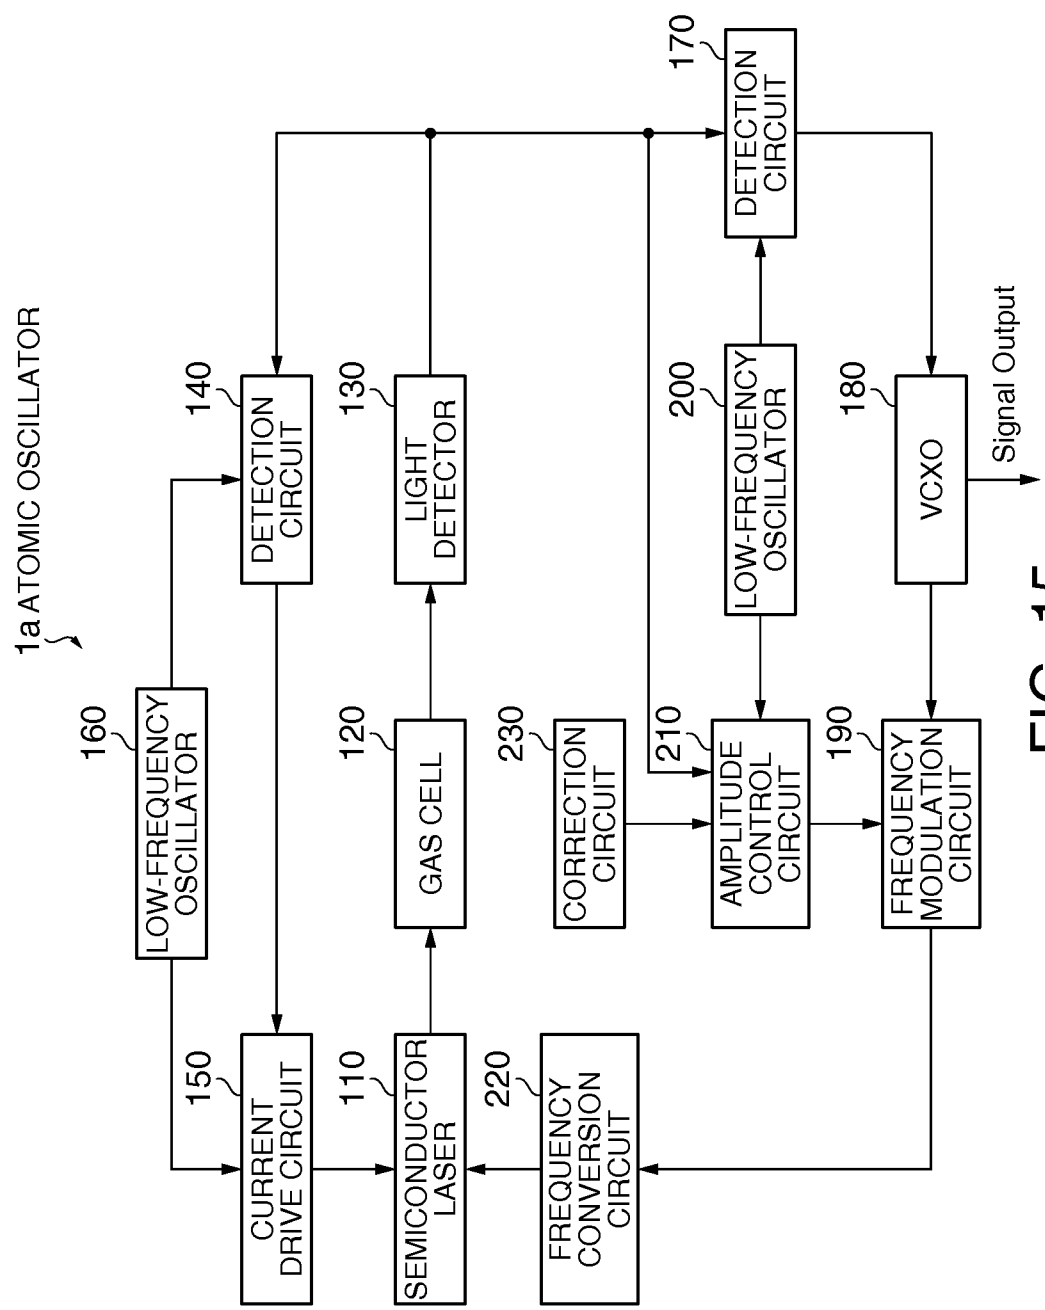 1a ATOMIC OSCILLATOR
160
LOW-FREQUENCY
OSCILLATOR
150
CURRENT
DRIVE CIRCUIT
140
DETECTION
CIRCUIT
110
SEMICONDUCTOR
LASER
120
GAS CELL
130
LIGHT
DETECTOR
220
FREQUENCY
CONVERSION
CIRCUIT
230
CORRECTION
CIRCUIT
210
AMPLITUDE
CONTROL
CIRCUIT
200
LOW-FREQUENCY
OSCILLATOR
170
DETECTION
CIRCUIT
190
FREQUENCY
MODULATION
CIRCUIT
180
VCXO
Signal Output